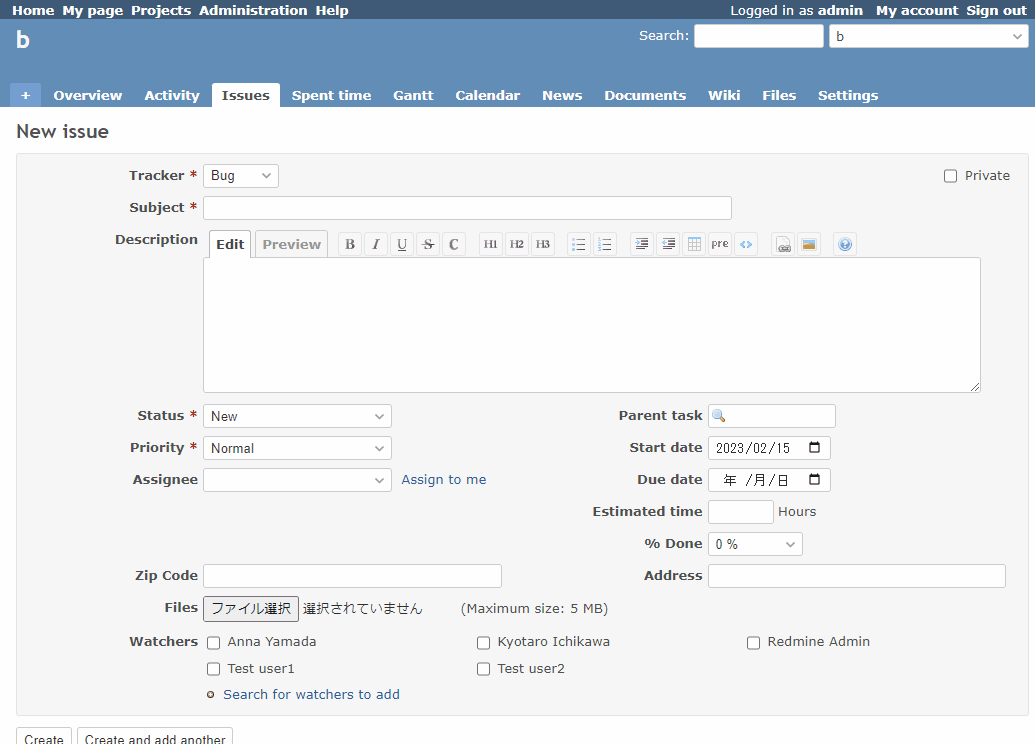 Home My page Projects Administration Help Logged in as admin My account Sign out
b Search: b
+ Overview Activity Issues Spent time Gantt Calendar News Documents Wiki Files Settings
New issue
Tracker * Bug Private
Subject *
Description Edit Preview B I U S C H1 H2 H3 pre <>
Status * New Parent task
Priority * Normal Start date 2023/02/15
Assignee Assign to me Due date 年 /月/日
Estimated time Hours
% Done 0 %
Zip Code Address
Files ファイル選択 選択されていません (Maximum size: 5 MB)
Watchers Anna Yamada Kyotaro Ichikawa Redmine Admin
Test user1 Test user2
Search for watchers to add
Create Create and add another